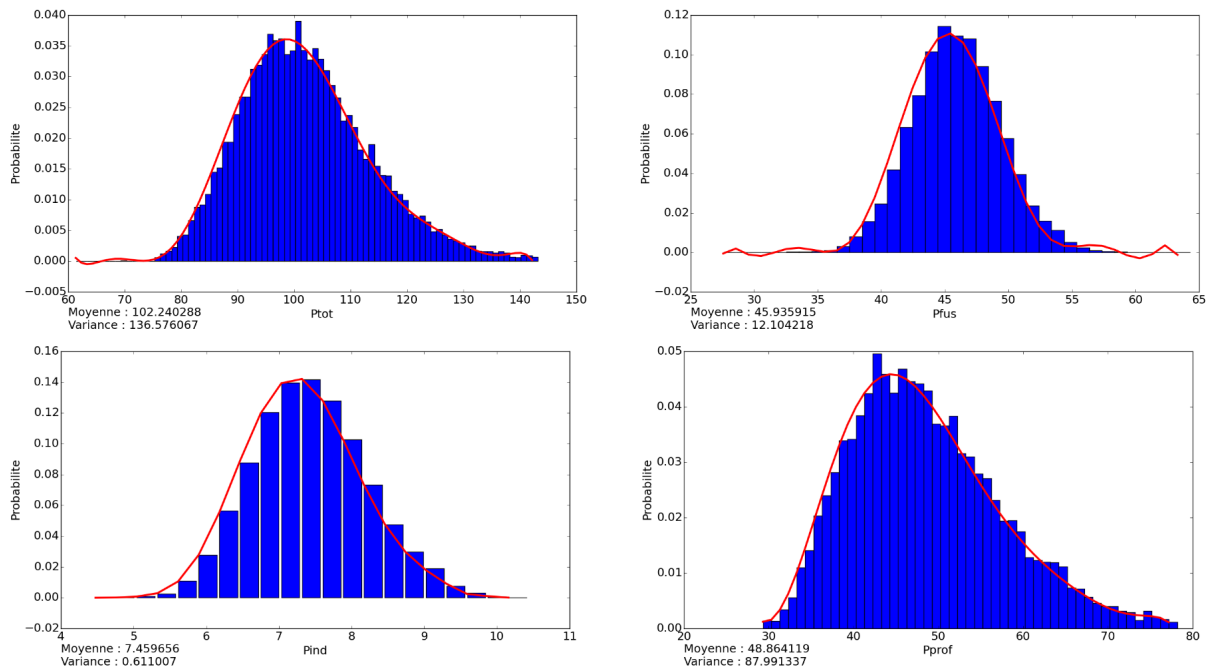 0.040
0.035
0.030
0.025
0.020
0.015
0.010
0.005
0.000
−0.005
Probabilite
60 70 80 90 100 110 120 130 140 150
Ptot
Moyenne : 102.240288
Variance : 136.576067
0.12
0.10
0.08
0.06
0.04
0.02
0.00
−0.02
Probabilite
25 30 35 40 45 50 55 60 65
Pfus
Moyenne : 45.935915
Variance : 12.104218
0.16
0.14
0.12
0.10
0.08
0.06
0.04
0.02
0.00
−0.02
Probabilite
4 5 6 7 8 9 10 11
Pind
Moyenne : 7.459656
Variance : 0.611007
0.05
0.04
0.03
0.02
0.01
0.00
Probabilite
20 30 40 50 60 70 80
Pprof
Moyenne : 48.864119
Variance : 87.991337